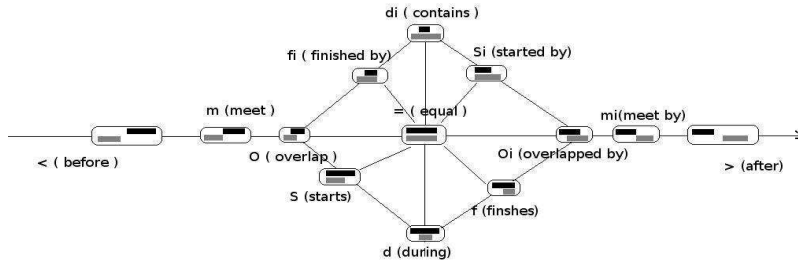 di ( contains )
fi ( finished by)
Si (started by)
m (meet )
= ( equal )
mi(meet by)
< ( before )
O ( overlap )
Oi (overlapped by)
> (after)
S (starts)
f (finshes)
d (during)